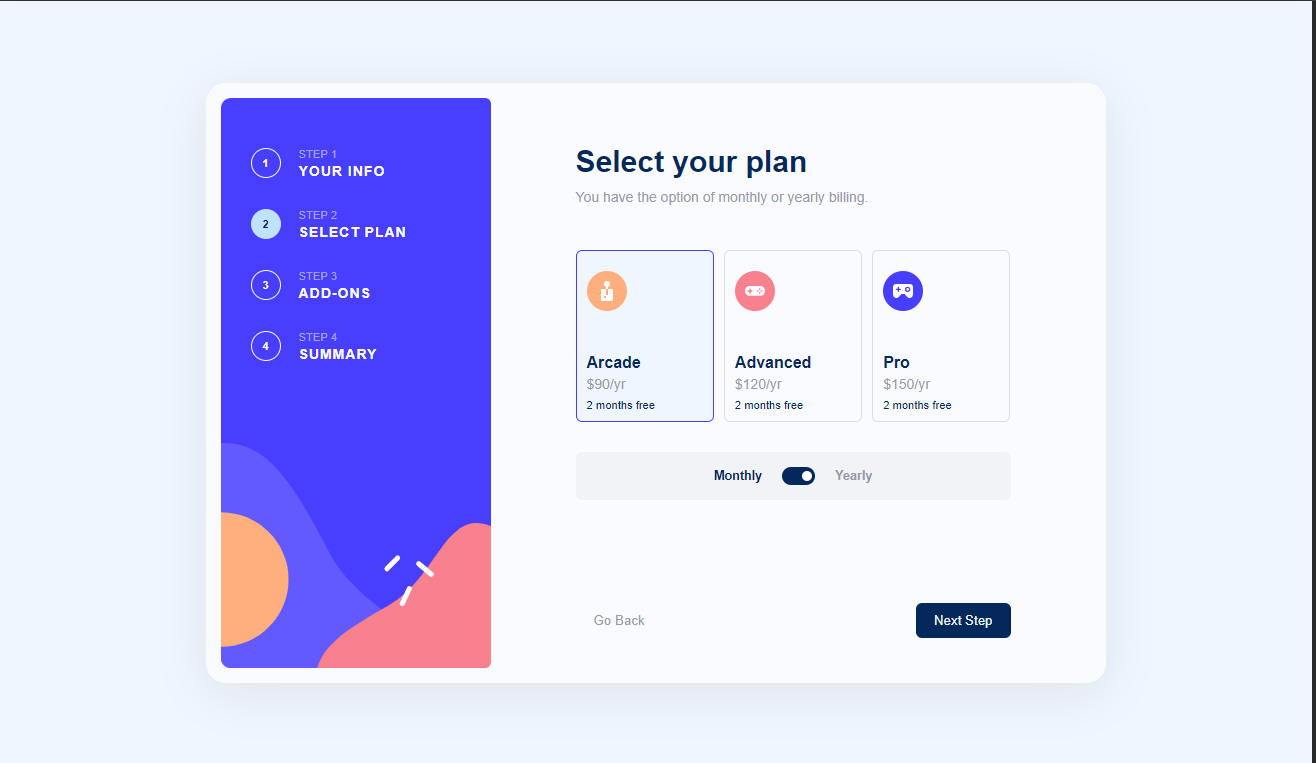 1
STEP 1
YOUR INFO
2
STEP 2
SELECT PLAN
3
STEP 3
ADD-ONS
4
STEP 4
SUMMARY
Select your plan
You have the option of monthly or yearly billing.
Arcade
$90/yr
2 months free
Advanced
$120/yr
2 months free
Pro
$150/yr
2 months free
Monthly
Yearly
Go Back
Next Step